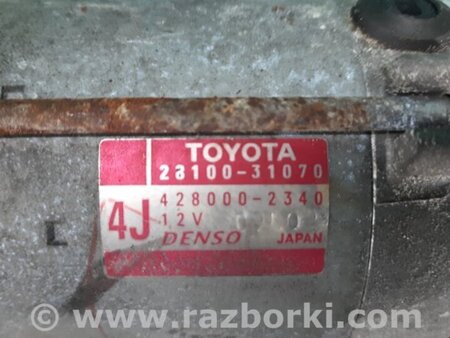 TOYOTA
28100-31070
4J
428000-2340
12V
DENSO JAPAN
www.razborki.com